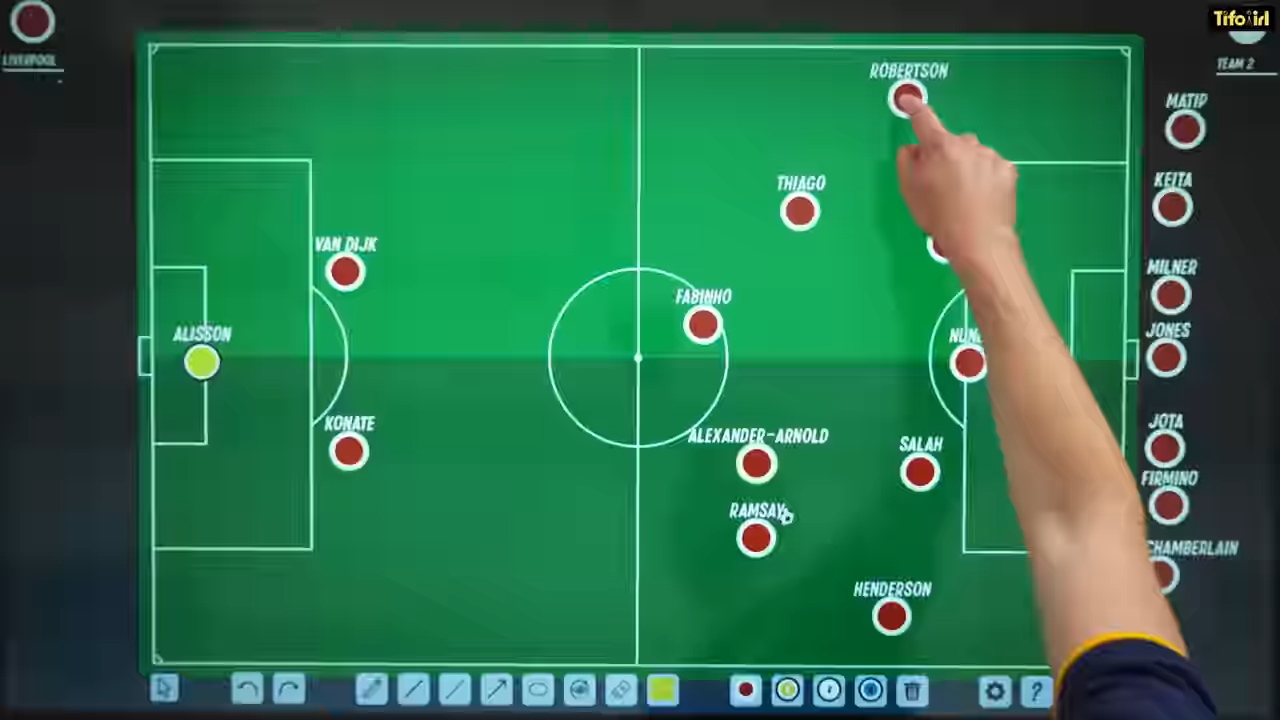 Tifo irl
LIVERPOOL
TEAM 2
ROBERTSON
MATIP
THIAGO
KEITA
VAN DIJK
MILNER
FABINHO
ALISSON
JONES
KONATE
ALEXANDER-ARNOLD
SALAH
JOTA
FIRMINO
RAMSAY
CHAMBERLAIN
HENDERSON
?